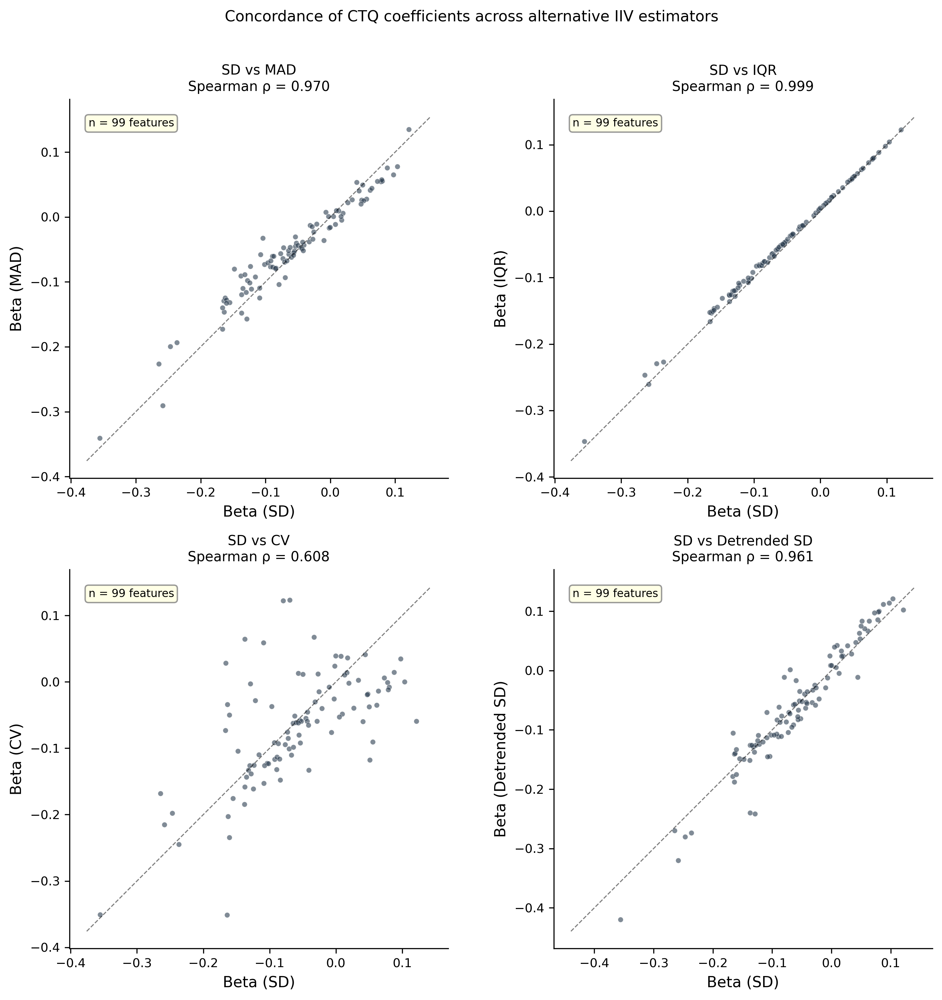 Concordance of CTQ coefficients across alternative IIV estimators
SD vs MAD
Spearman ρ = 0.970
n = 99 features
0.1
0.0
−0.1
−0.2
−0.3
−0.4
Beta (MAD)
−0.4 −0.3 −0.2 −0.1 0.0 0.1
Beta (SD)
SD vs IQR
Spearman ρ = 0.999
n = 99 features
0.1
0.0
−0.1
−0.2
−0.3
−0.4
Beta (IQR)
−0.4 −0.3 −0.2 −0.1 0.0 0.1
Beta (SD)
SD vs CV
Spearman ρ = 0.608
n = 99 features
0.1
0.0
−0.1
−0.2
−0.3
−0.4
Beta (CV)
−0.4 −0.3 −0.2 −0.1 0.0 0.1
Beta (SD)
SD vs Detrended SD
Spearman ρ = 0.961
n = 99 features
0.1
0.0
−0.1
−0.2
−0.3
−0.4
Beta (Detrended SD)
−0.4 −0.3 −0.2 −0.1 0.0 0.1
Beta (SD)